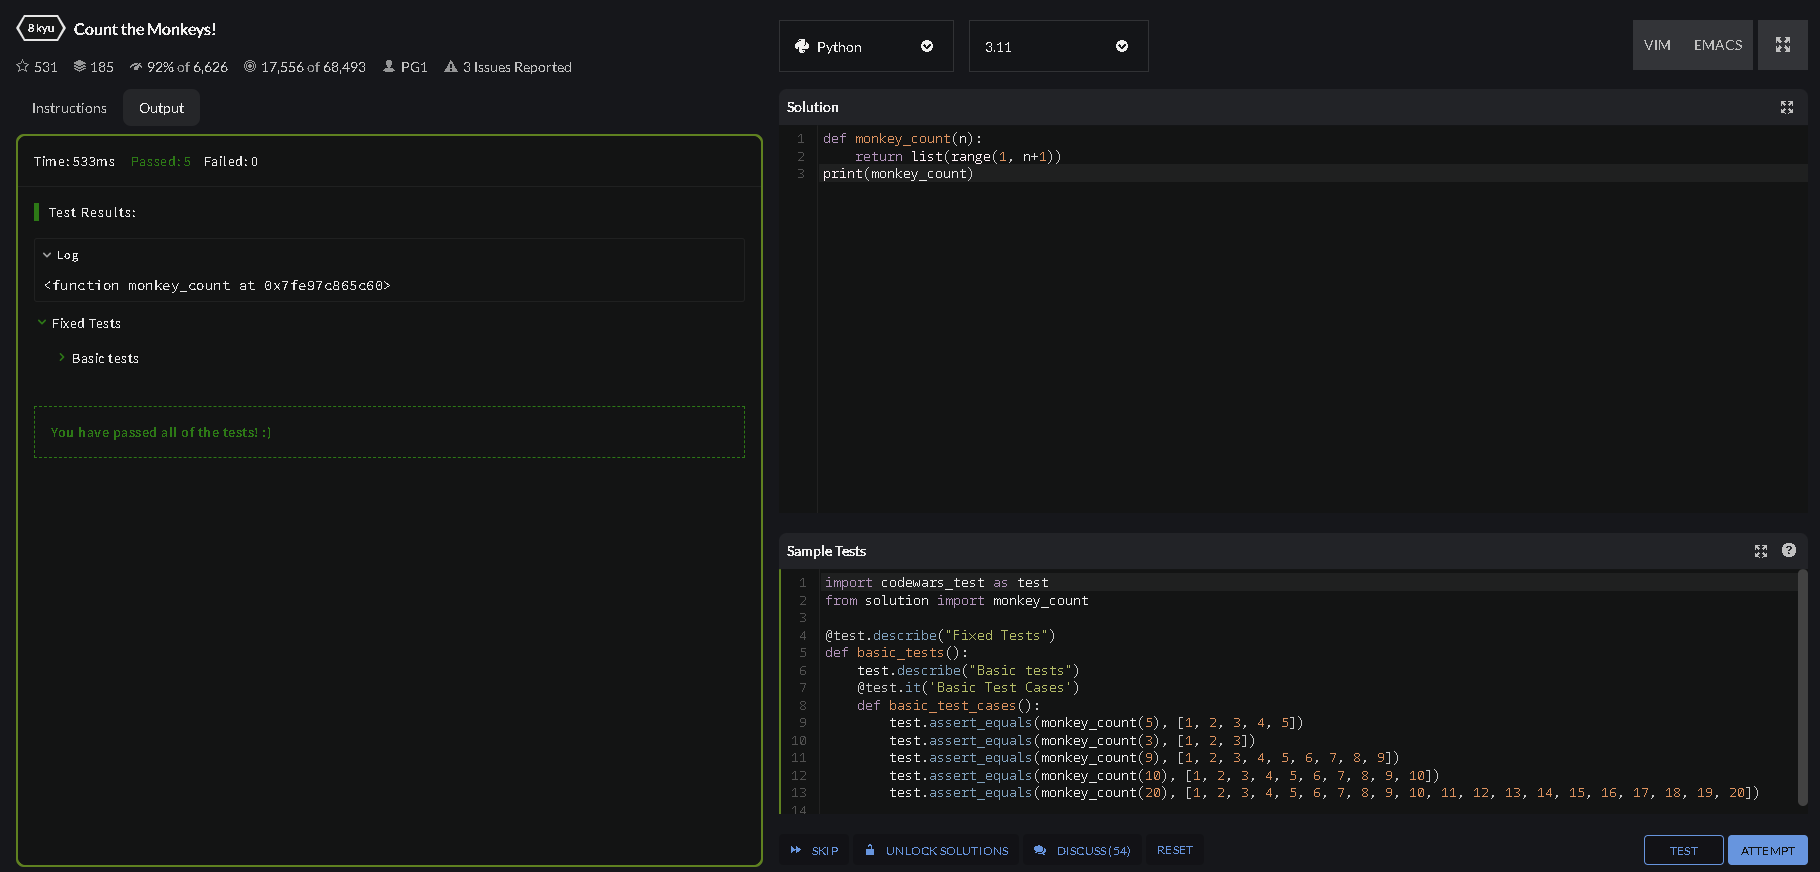 8 kyu Count the Monkeys!
531 185 92% of 6,626 17,556 of 68,493 PG1 3 Issues Reported
Instructions Output
Time: 533ms Passed: 5 Failed: 0
Test Results:
Log
<function monkey_count at 0x7fe97c865c60>
Fixed Tests
Basic tests
You have passed all of the tests! :)
Python 3.11 VIM EMACS
Solution
1 def monkey_count(n):
2     return list(range(1, n+1))
3 print(monkey_count)
Sample Tests
1 import codewars_test as test
2 from solution import monkey_count
3
4 @test.describe("Fixed Tests")
5 def basic_tests():
6     test.describe("Basic tests")
7     @test.it('Basic Test Cases')
8     def basic_test_cases():
9         test.assert_equals(monkey_count(5), [1, 2, 3, 4, 5])
10         test.assert_equals(monkey_count(3), [1, 2, 3])
11         test.assert_equals(monkey_count(9), [1, 2, 3, 4, 5, 6, 7, 8, 9])
12         test.assert_equals(monkey_count(10), [1, 2, 3, 4, 5, 6, 7, 8, 9, 10])
13         test.assert_equals(monkey_count(20), [1, 2, 3, 4, 5, 6, 7, 8, 9, 10, 11, 12, 13, 14, 15, 16, 17, 18, 19, 20])
14
SKIP UNLOCK SOLUTIONS DISCUSS (54) RESET TEST ATTEMPT